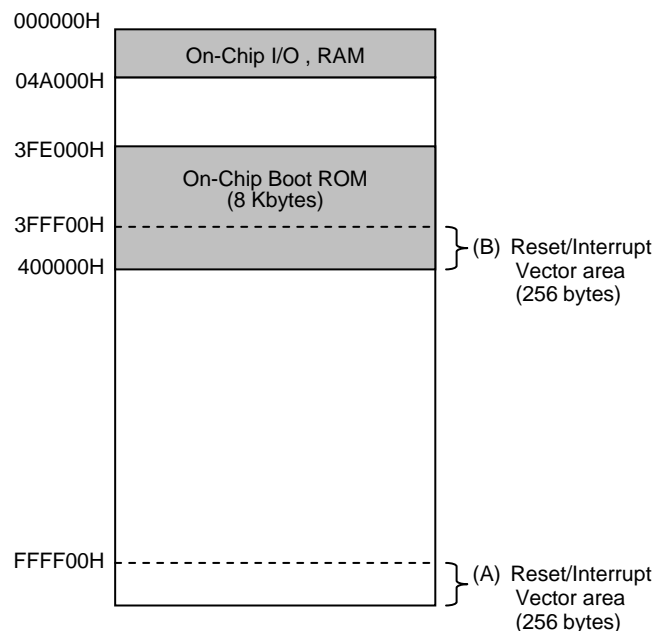 000000H
On-Chip I/O , RAM
04A000H
3FE000H
On-Chip Boot ROM
(8 Kbytes)
3FFF00H
(B) Reset/Interrupt
Vector area
(256 bytes)
400000H
FFFF00H
(A) Reset/Interrupt
Vector area
(256 bytes)